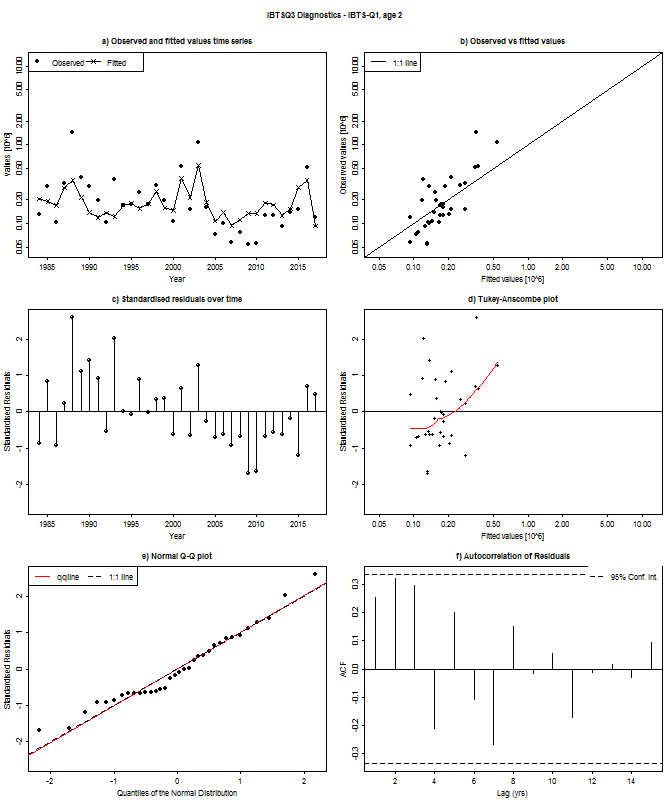 IBTSQ3 Diagnostics - IBTS-Q1, age 2
a) Observed and fitted values time series
Observed Fitted
values [10^6]
0.05 0.10 0.20 0.50 1.00 2.00 5.00 10.00
1985 1990 1995 2000 2005 2010 2015
Year
b) Observed vs fitted values
1:1 line
Observed values [10^6]
0.05 0.10 0.20 0.50 1.00 2.00 5.00 10.00
0.05 0.10 0.20 0.50 1.00 2.00 5.00 10.00
Fitted values [10^6]
c) Standardised residuals over time
Standardised Residuals
-2 -1 0 1 2
1985 1990 1995 2000 2005 2010 2015
Year
d) Tukey-Anscombe plot
Standardised Residuals
-2 -1 0 1 2
0.05 0.10 0.20 0.50 1.00 2.00 5.00 10.00
Fitted values [10^6]
e) Normal Q-Q plot
qqline 1:1 line
Standardised Residuals
-2 -1 0 1 2
-2 -1 0 1 2
Quantiles of the Normal Distribution
f) Autocorrelation of Residuals
95% Conf. Int.
ACF
-0.3 -0.1 0.1 0.3
2 4 6 8 10 12 14
Lag (yrs)